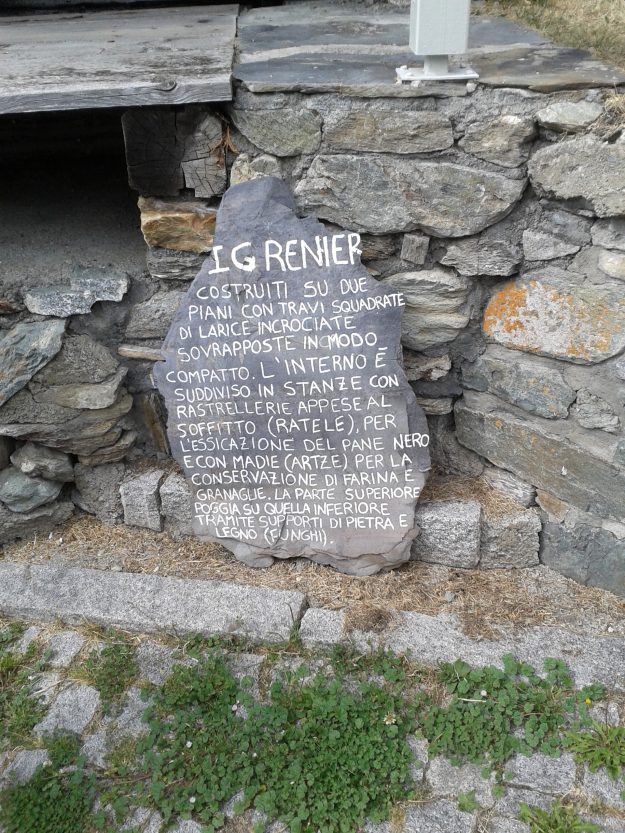 I GRENIER
COSTRUITI SU DUE
PIANI CON TRAVI SQUADRATE
DI LARICE INCROCIATE
SOVRAPPOSTE IN MODO
COMPATTO. L'INTERNO È
SUDDIVISO IN STANZE CON
RASTRELLERIE APPESE AL
SOFFITTO (RATELE), PER
L'ESSICAZIONE DEL PANE NERO
E CON MADIE (ARTZE) PER LA
CONSERVAZIONE DI FARINA E
GRANAGLIE. LA PARTE SUPERIORE
POGGIA SU QUELLA INFERIORE
TRAMITE SUPPORTI DI PIETRA E
LEGNO (FUNGHI).